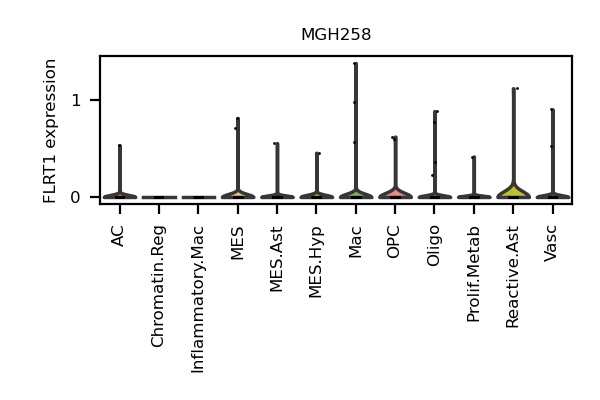 MGH258
FLRT1 expression
1
0
AC
Chromatin.Reg
Inflammatory.Mac
MES
MES.Ast
MES.Hyp
Mac
OPC
Oligo
Prolif.Metab
Reactive.Ast
Vasc